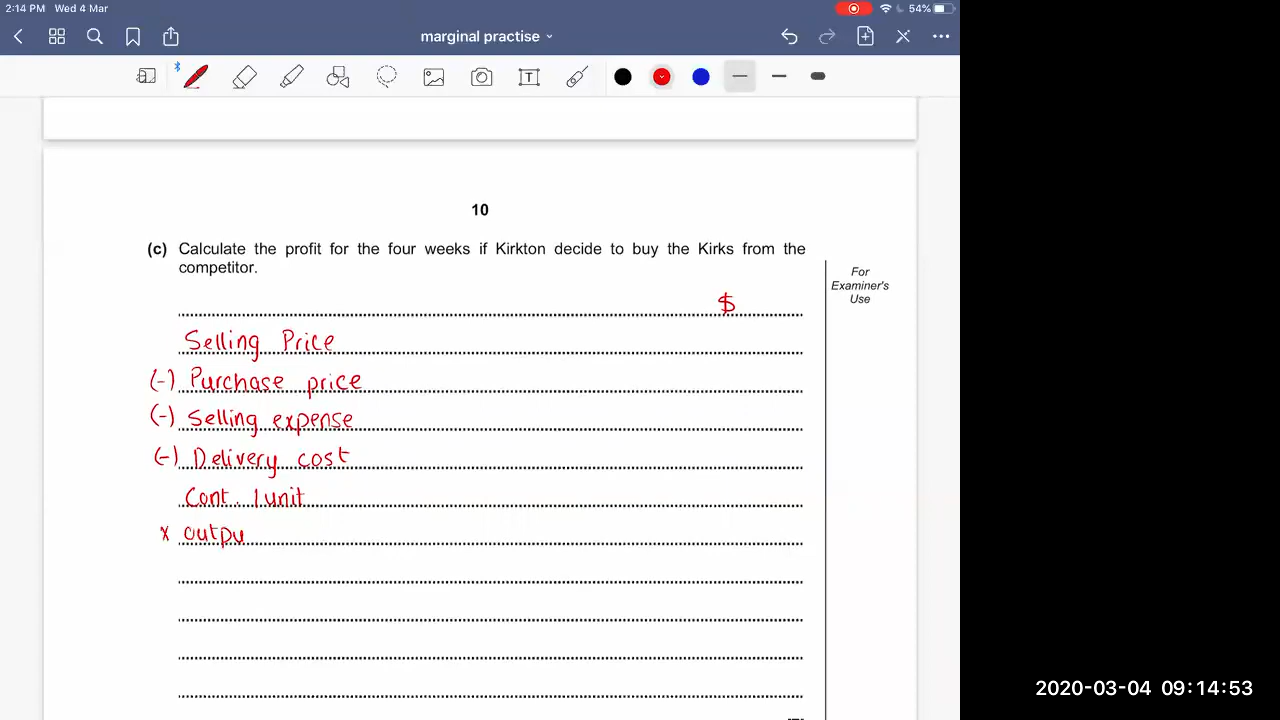 2:14 PM Wed 4 Mar
54%
marginal practise
T
10
(c) Calculate the profit for the four weeks if Kirkton decide to buy the Kirks from the
competitor.
For
Examiner's
Use
$
Selling Price
(-) Purchase price
(-) Selling expense
(-) Delivery cost
Cont. /unit
x outpu
2020-03-04 09:14:53